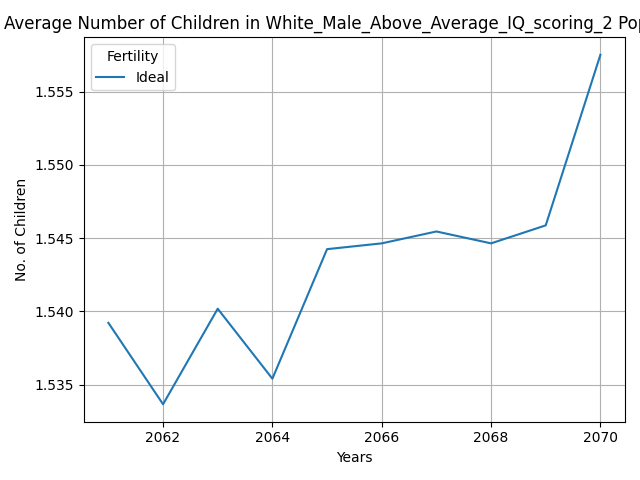 Average Number of Children in White_Male_Above_Average_IQ_scoring_2 Pop
Fertility
Ideal
No. of Children
1.555
1.550
1.545
1.540
1.535
2062 2064 2066 2068 2070
Years